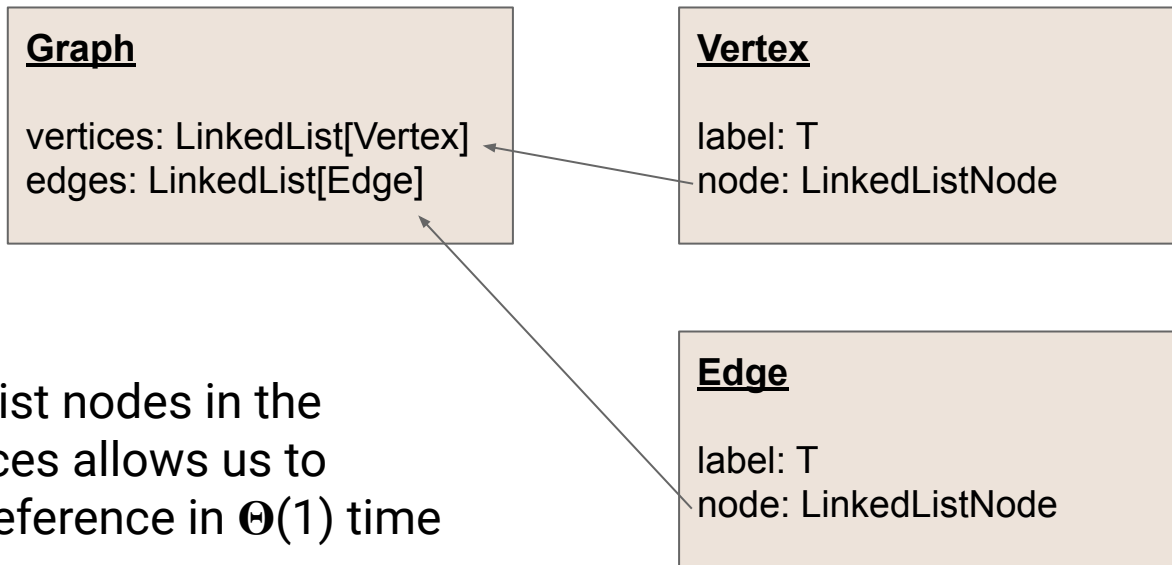 Graph
vertices: LinkedList[Vertex]
edges: LinkedList[Edge]
Vertex
label: T
node: LinkedListNode
ist nodes in the
ces allows us to
eference in Θ(1) time
Edge
label: T
node: LinkedListNode